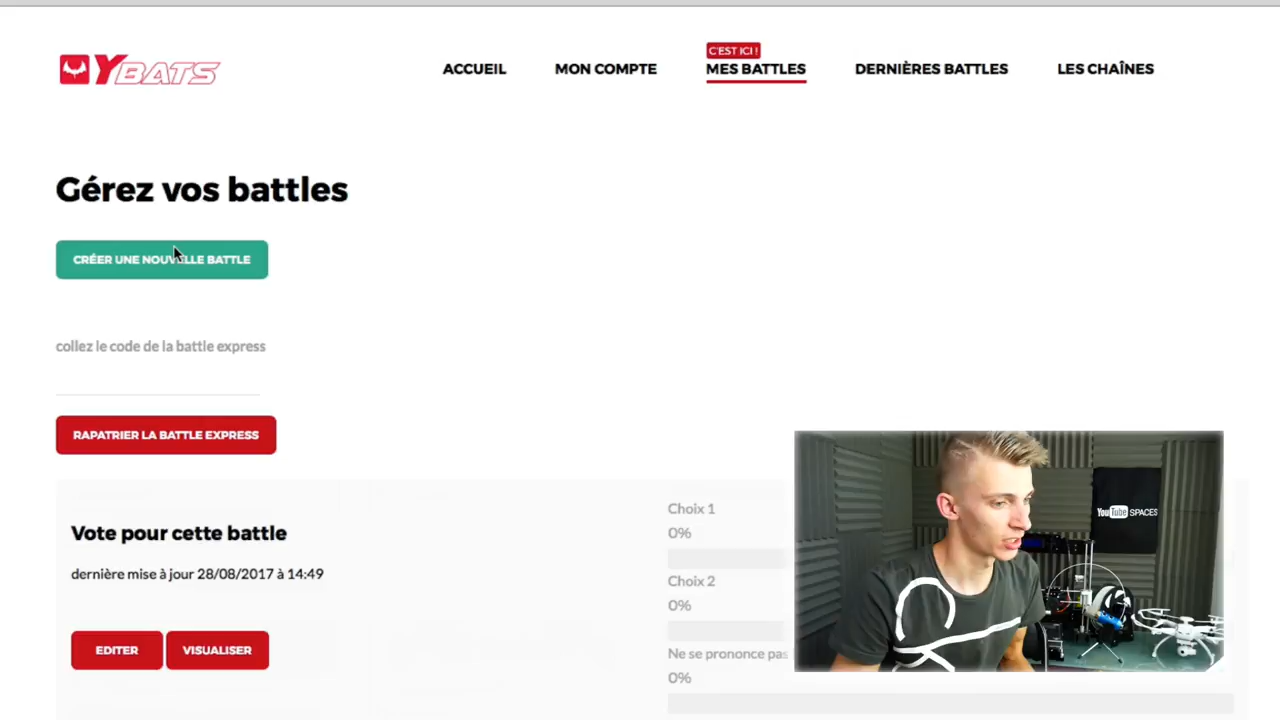 YBATS
C'EST ICI !
ACCUEIL MON COMPTE MES BATTLES DERNIÈRES BATTLES LES CHAÎNES
Gérez vos battles
CRÉER UNE NOUVELLE BATTLE
collez le code de la battle express
RAPATRIER LA BATTLE EXPRESS
Vote pour cette battle
dernière mise à jour 28/08/2017 à 14:49
EDITER VISUALISER
Choix 1
0%
Choix 2
0%
Ne se prononce pas
0%
YouTube SPACES